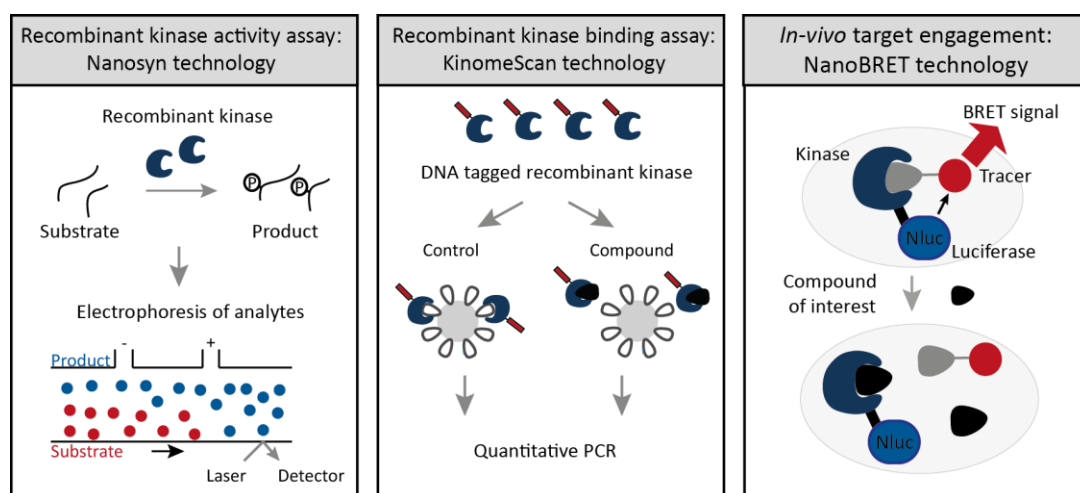 Recombinant kinase activity assay:
Nanosyn technology
Recombinant kinase
P
P
Substrate
Product
Electrophoresis of analytes
Product
-
+
Substrate
Laser
Detector
Recombinant kinase binding assay:
KinomeScan technology
DNA tagged recombinant kinase
Control
Compound
Quantitative PCR
In-vivo target engagement:
NanoBRET technology
BRET signal
Kinase
Tracer
Nluc
Luciferase
Compound
of interest
Nluc